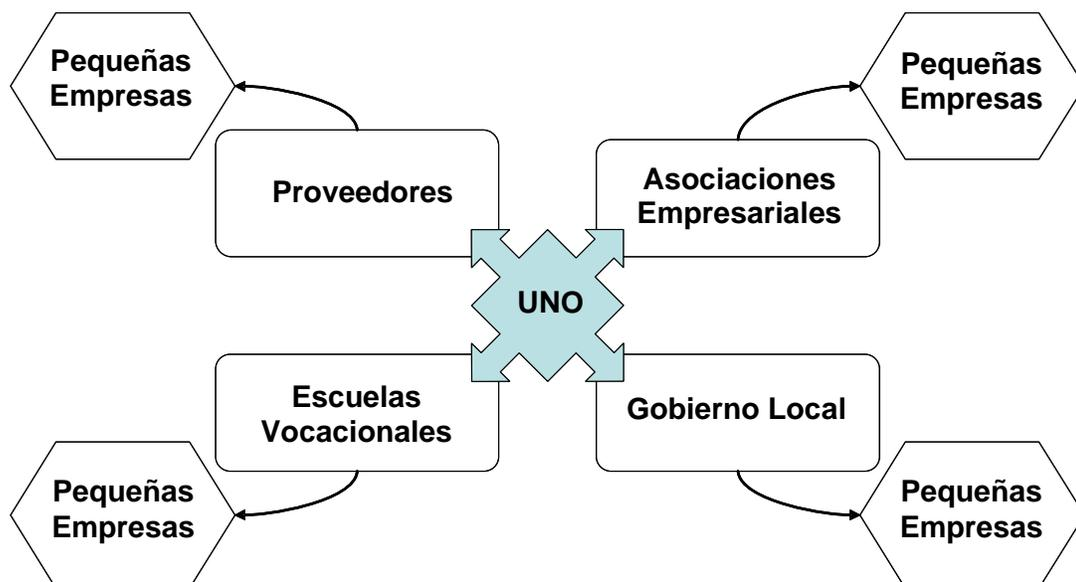 Pequeñas
Empresas
Pequeñas
Empresas
Proveedores
Asociaciones
Empresariales
UNO
Escuelas
Vocacionales
Gobierno Local
Pequeñas
Empresas
Pequeñas
Empresas